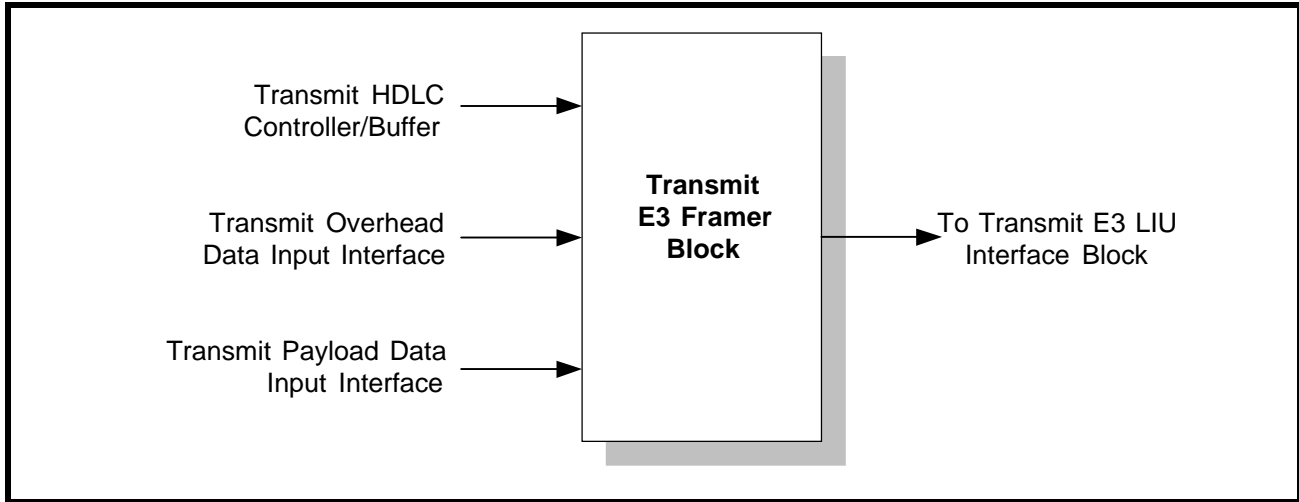 Transmit HDLC
Controller/Buffer
Transmit Overhead
Data Input Interface
Transmit Payload Data
Input Interface
Transmit
E3 Framer
Block
To Transmit E3 LIU
Interface Block